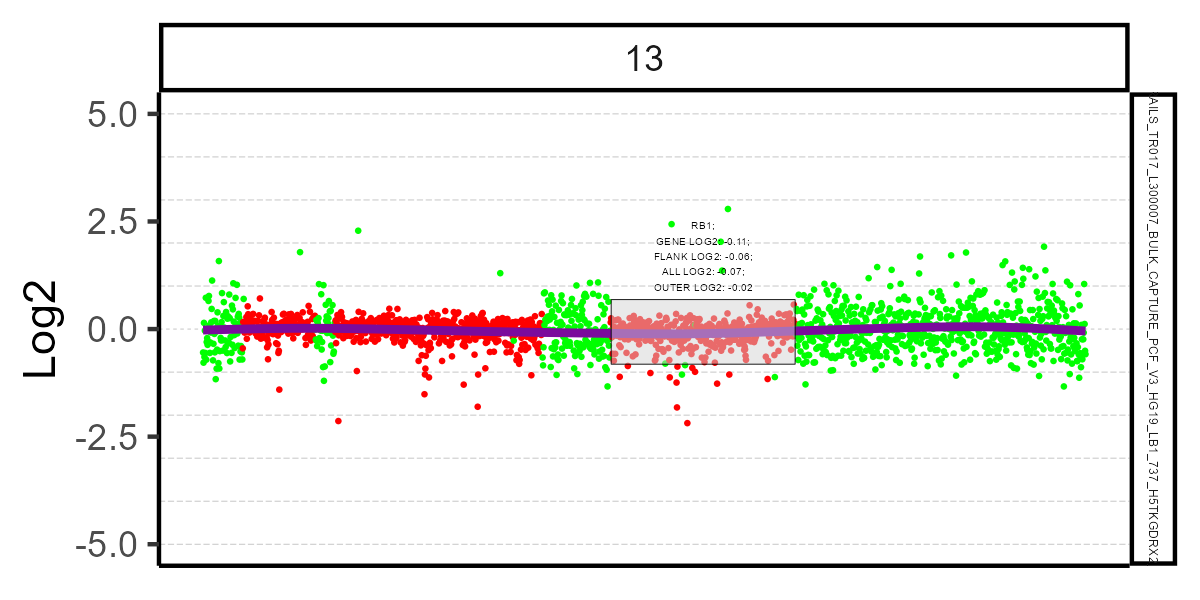 13
Log2
5.0
2.5
0.0
-2.5
-5.0
RB1;
GENE LOG2: -0.11;
FLANK LOG2: -0.06;
ALL LOG2: -0.07;
OUTER LOG2: -0.02
AILS_TR017_L300007_BULK_CAPTURE_PCF_V3_HG19_LB1_737_H5TKGDRX2